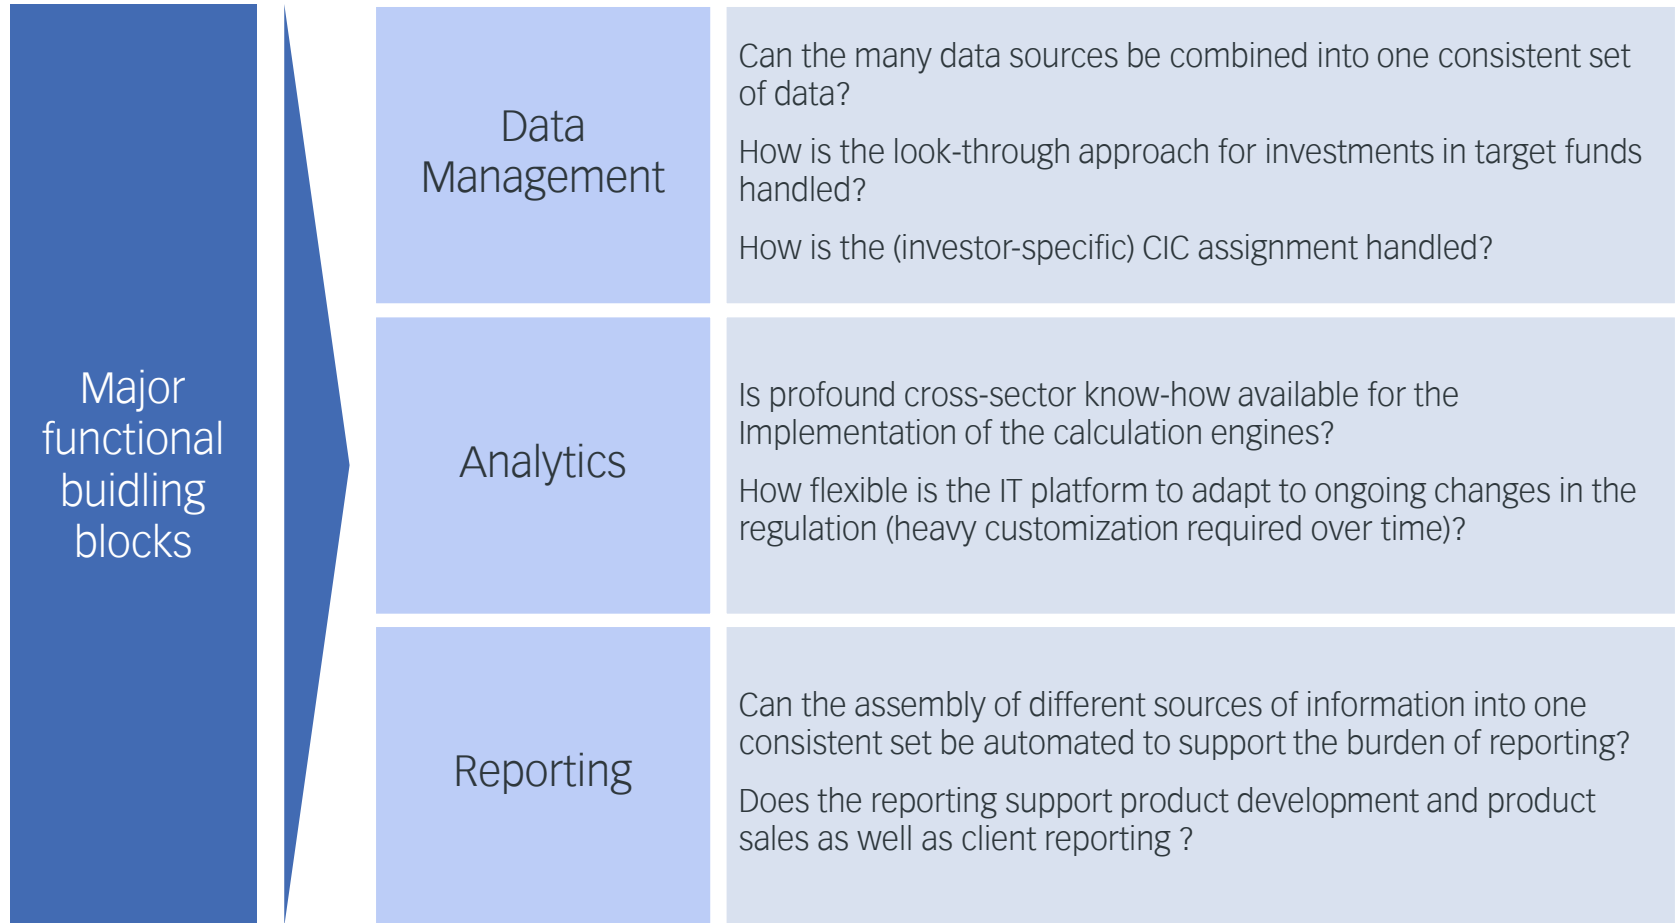 Major
functional
buidling
blocks
Data
Management
Can the many data sources be combined into one consistent set
of data?
How is the look-through approach for investments in target funds
handled?
How is the (investor-specific) CIC assignment handled?
Analytics
Is profound cross-sector know-how available for the
Implementation of the calculation engines?
How flexible is the IT platform to adapt to ongoing changes in the
regulation (heavy customization required over time)?
Reporting
Can the assembly of different sources of information into one
consistent set be automated to support the burden of reporting?
Does the reporting support product development and product
sales as well as client reporting ?